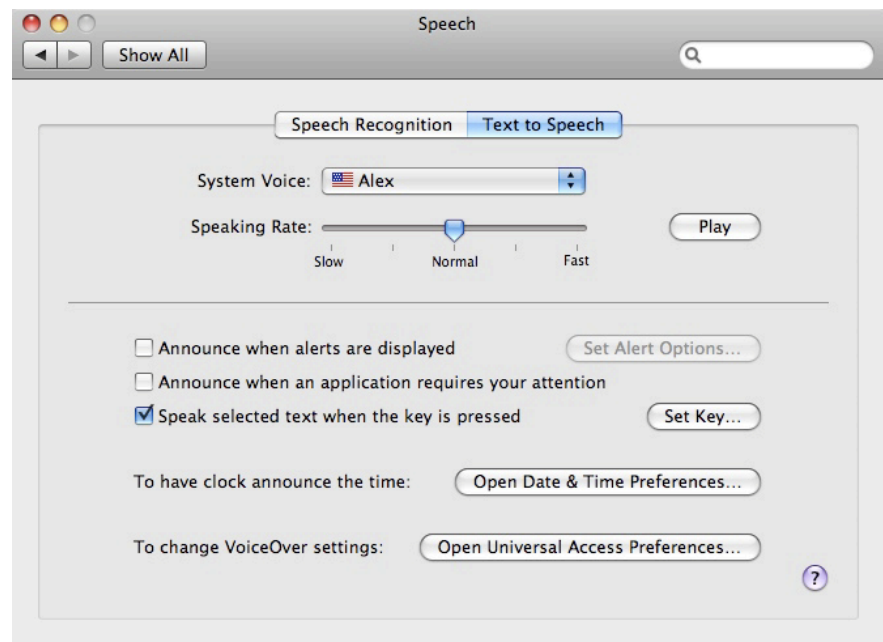 Speech
Show All
Speech Recognition Text to Speech
System Voice: Alex
Speaking Rate: Play
Slow Normal Fast
Announce when alerts are displayed Set Alert Options...
Announce when an application requires your attention
Speak selected text when the key is pressed Set Key...
To have clock announce the time: Open Date & Time Preferences...
To change VoiceOver settings: Open Universal Access Preferences...
?